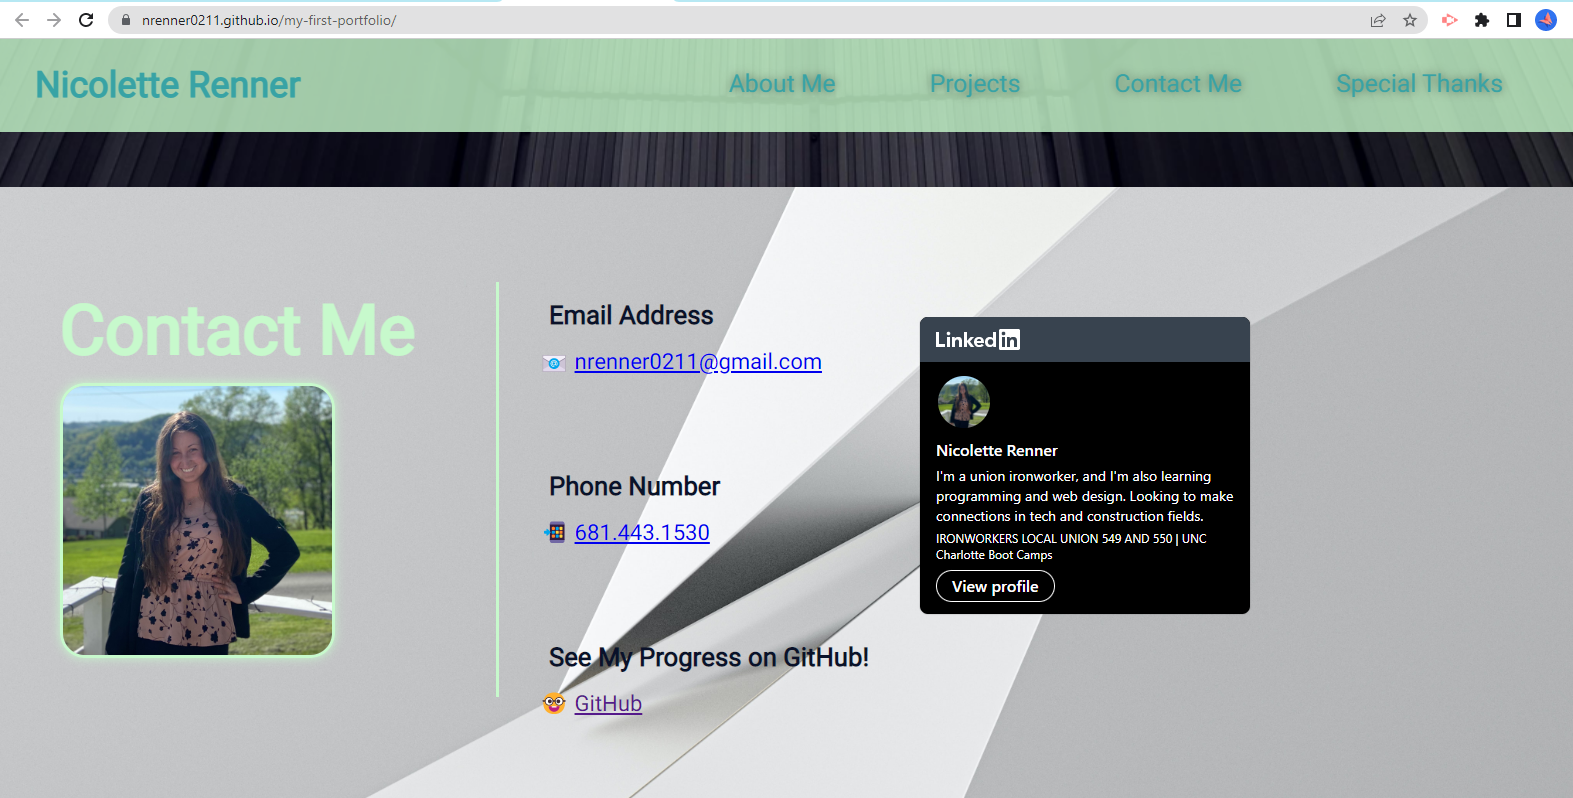 nrenner0211.github.io/my-first-portfolio/
Nicolette Renner
About Me
Projects
Contact Me
Special Thanks
Contact Me
Email Address
nrenner0211@gmail.com
Phone Number
681.443.1530
See My Progress on GitHub!
GitHub
Linked in
Nicolette Renner
I'm a union ironworker, and I'm also learning
programming and web design. Looking to make
connections in tech and construction fields.
IRONWORKERS LOCAL UNION 549 AND 550 | UNC
Charlotte Boot Camps
View profile